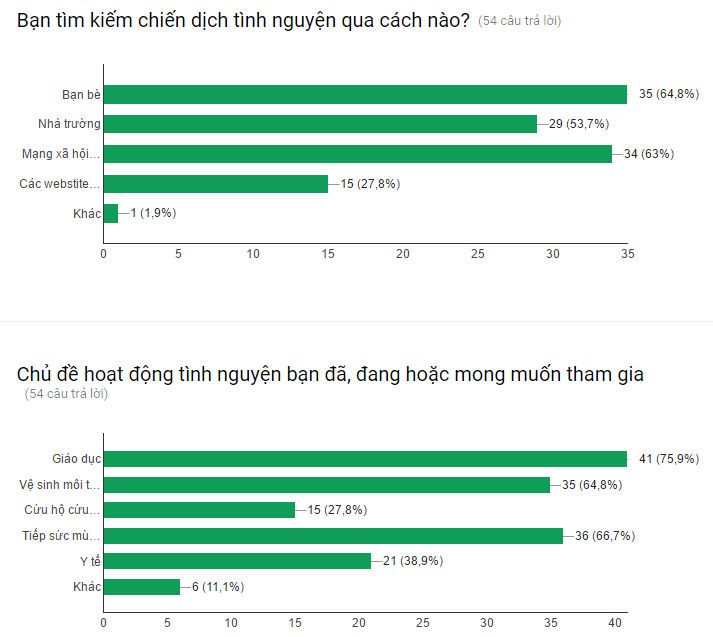 Bạn tìm kiếm chiến dịch tình nguyện qua cách nào? (54 câu trả lời)
Bạn bè 35 (64,8%)
Nhà trường 29 (53,7%)
Mạng xã hội... 34 (63%)
Các webstite... 15 (27,8%)
Khác 1 (1,9%)
0 5 10 15 20 25 30 35
Chủ đề hoạt động tình nguyện bạn đã, đang hoặc mong muốn tham gia
(54 câu trả lời)
Giáo dục 41 (75,9%)
Vệ sinh môi t... 35 (64,8%)
Cứu hộ cứu... 15 (27,8%)
Tiếp sức mù... 36 (66,7%)
Y tế 21 (38,9%)
Khác 6 (11,1%)
0 5 10 15 20 25 30 35 40